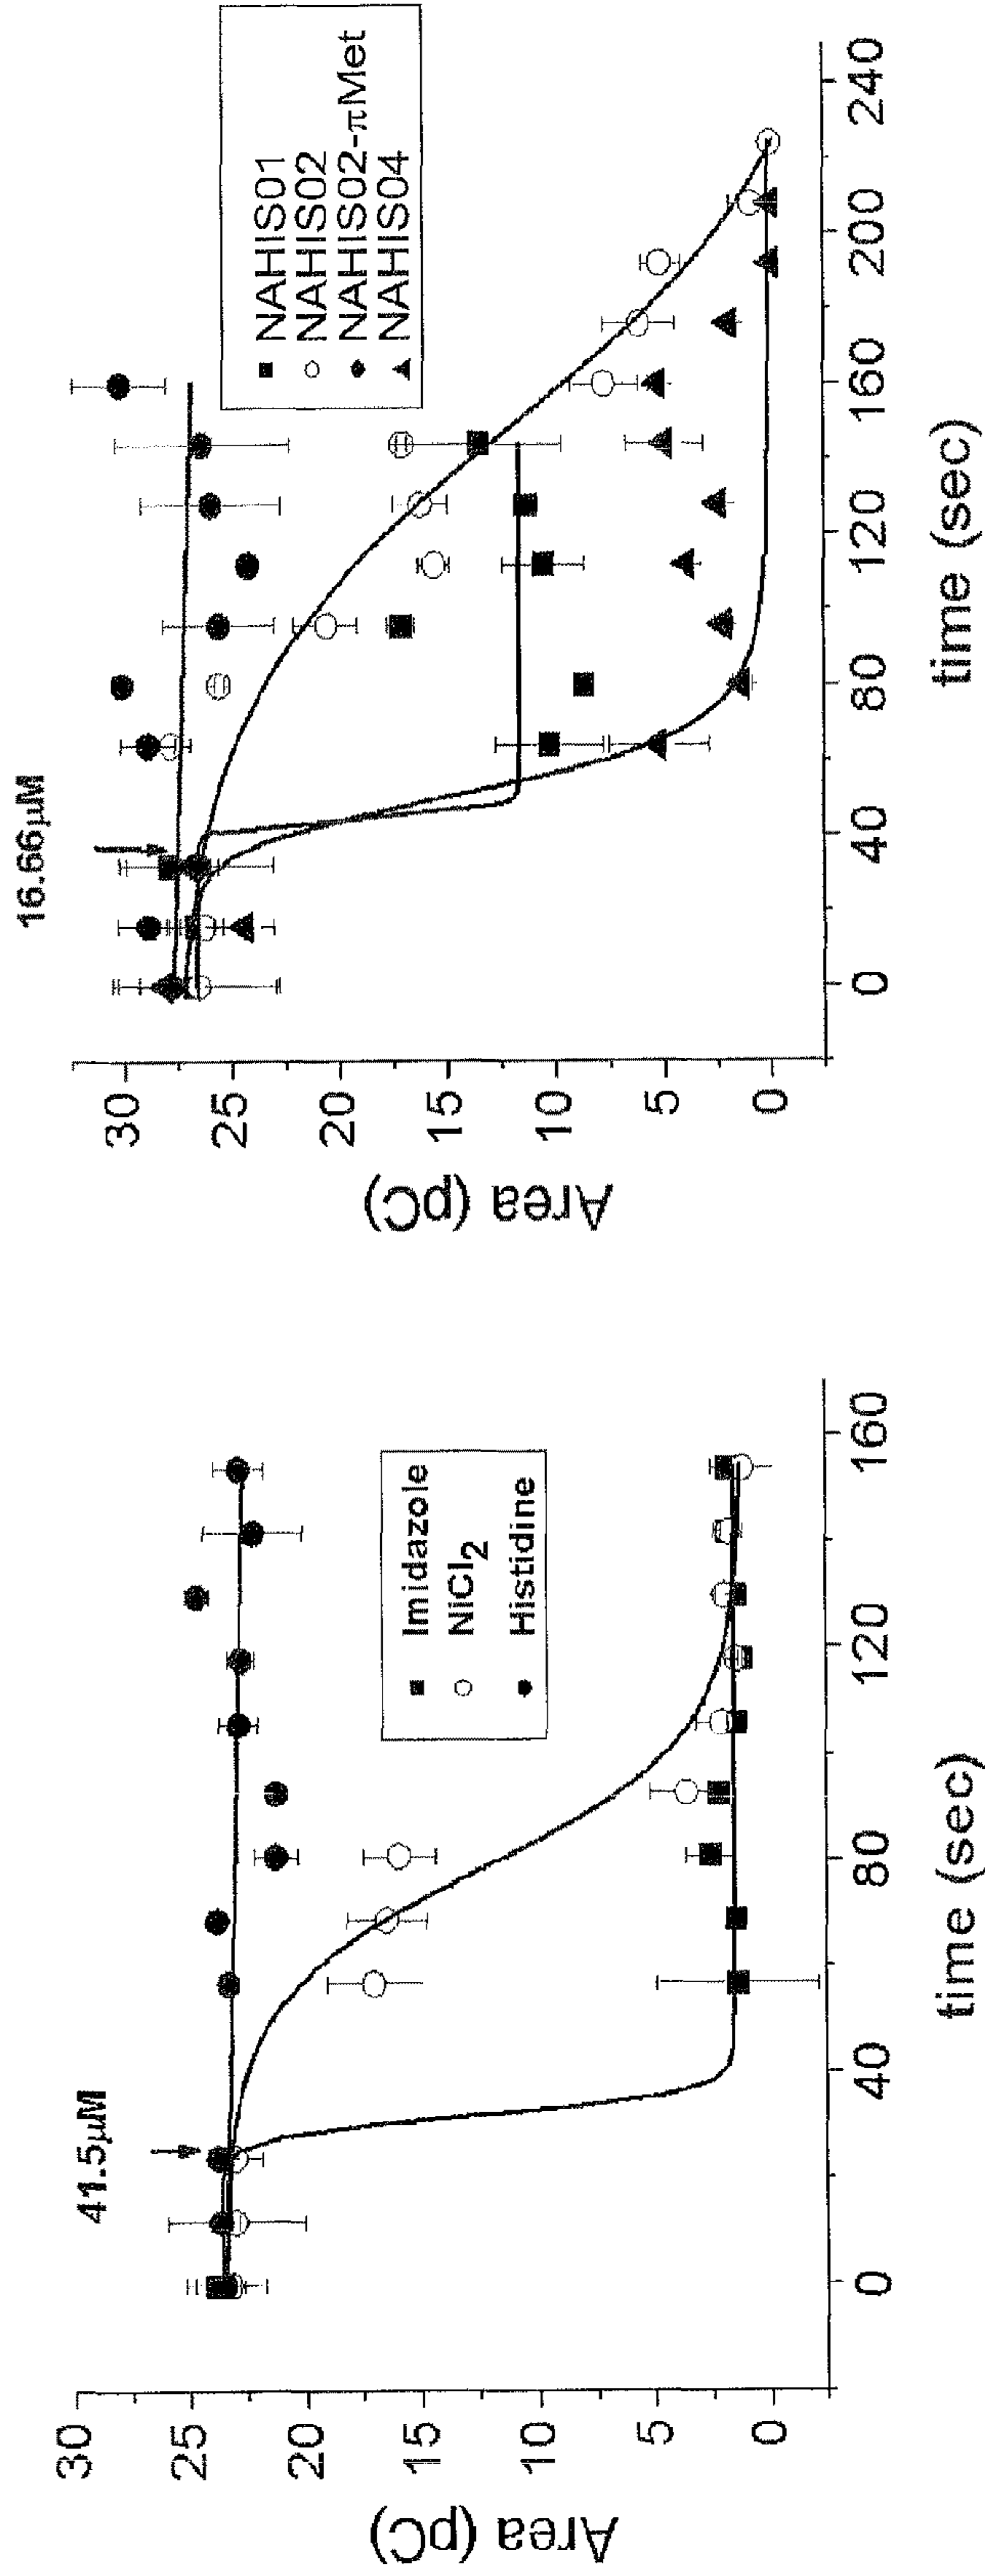 41.5μM
30
25
20
15
10
5
0
Area (pC)
Imidazole
NiCl2
Histidine
0
40
80
120
160
time (sec)
16.66μM
30
25
20
15
10
5
0
Area (pC)
NAHIS01
NAHIS02
NAHIS02-πMet
NAHIS04
0
40
80
120
160
200
240
time (sec)